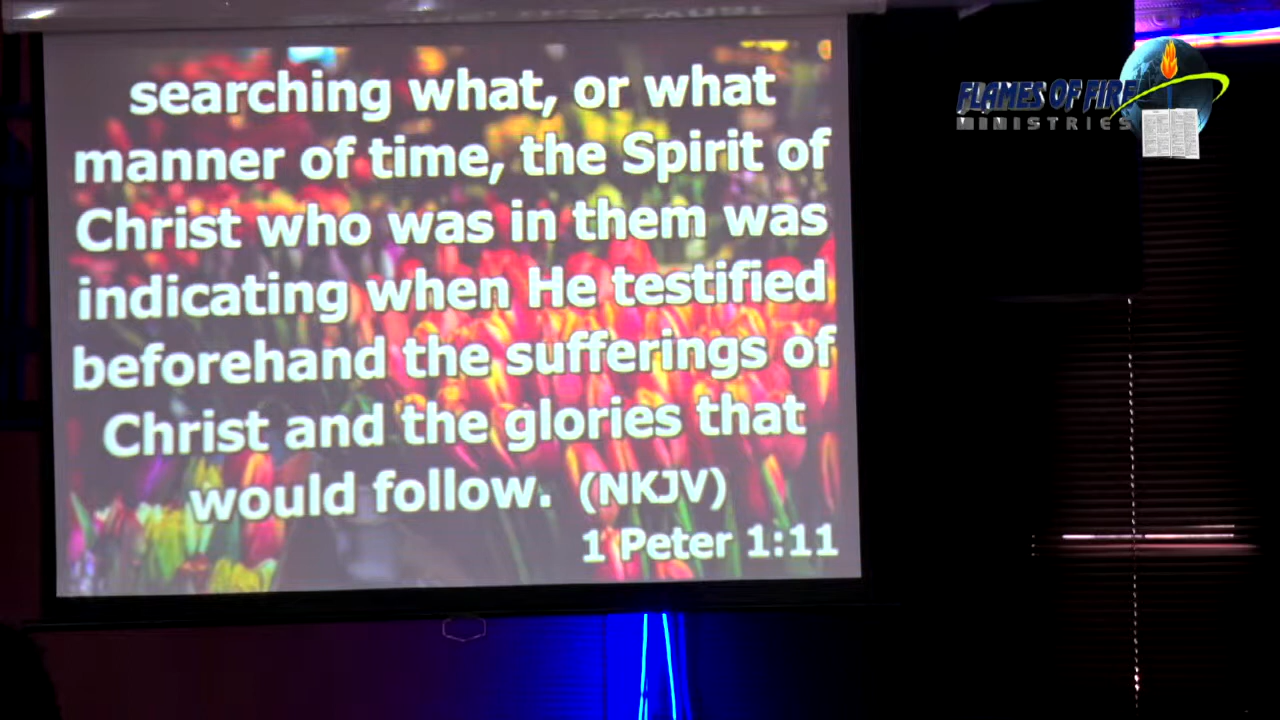 searching what, or what
manner of time, the Spirit of
Christ who was in them was
indicating when He testified
beforehand the sufferings of
Christ and the glories that
would follow. (NKJV)
1 Peter 1:11
FLAMES OF FIRE
MINISTRIES